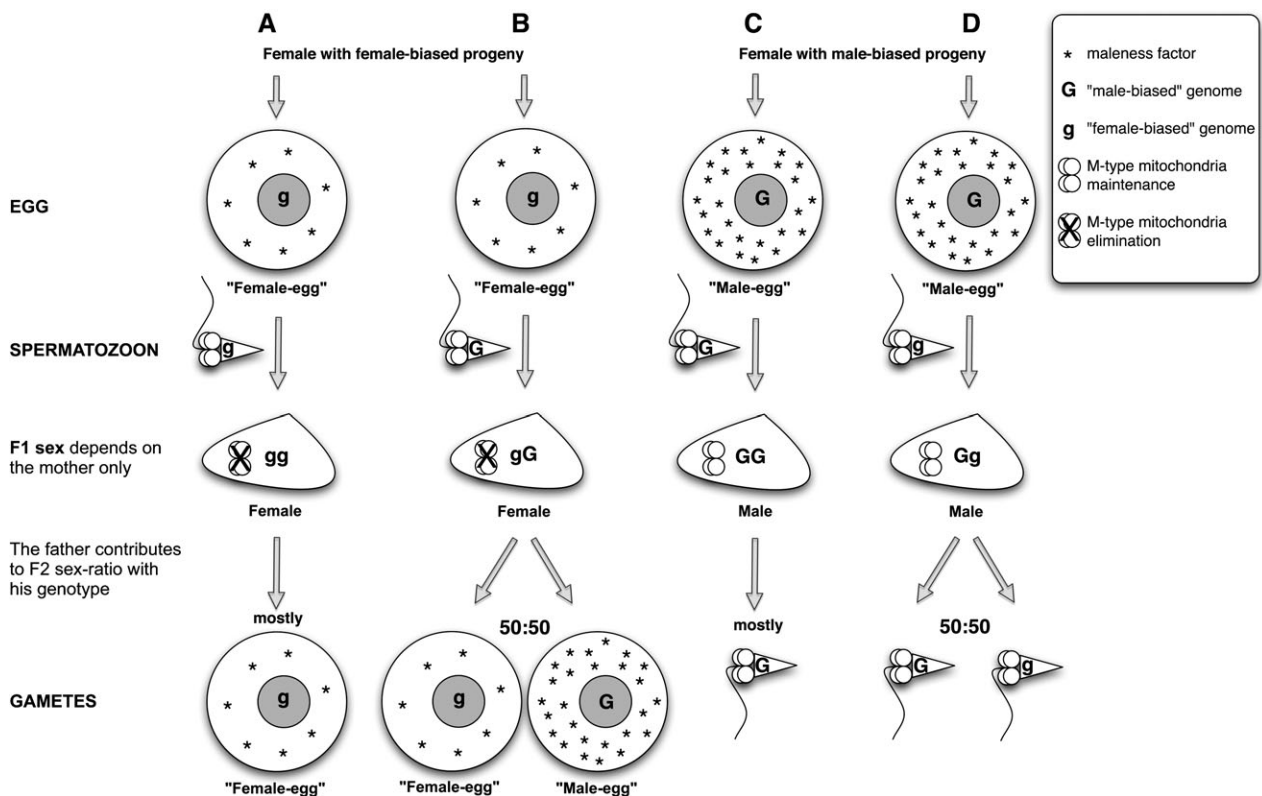 A B C D
Female with female-biased progeny
Female with male-biased progeny
* maleness factor
G "male-biased" genome
g "female-biased" genome
M-type mitochondria
maintenance
M-type mitochondria
elimination
EGG
g g G G
"Female-egg" "Female-egg" "Male-egg" "Male-egg"
SPERMATOZOON
g G G g
F1 sex depends on
the mother only
gg gG GG Gg
Female Female Male Male
The father contributes
to F2 sex-ratio with
his genotype
mostly 50:50 mostly 50:50
GAMETES
g g G G G g
"Female-egg" "Female-egg" "Male-egg"